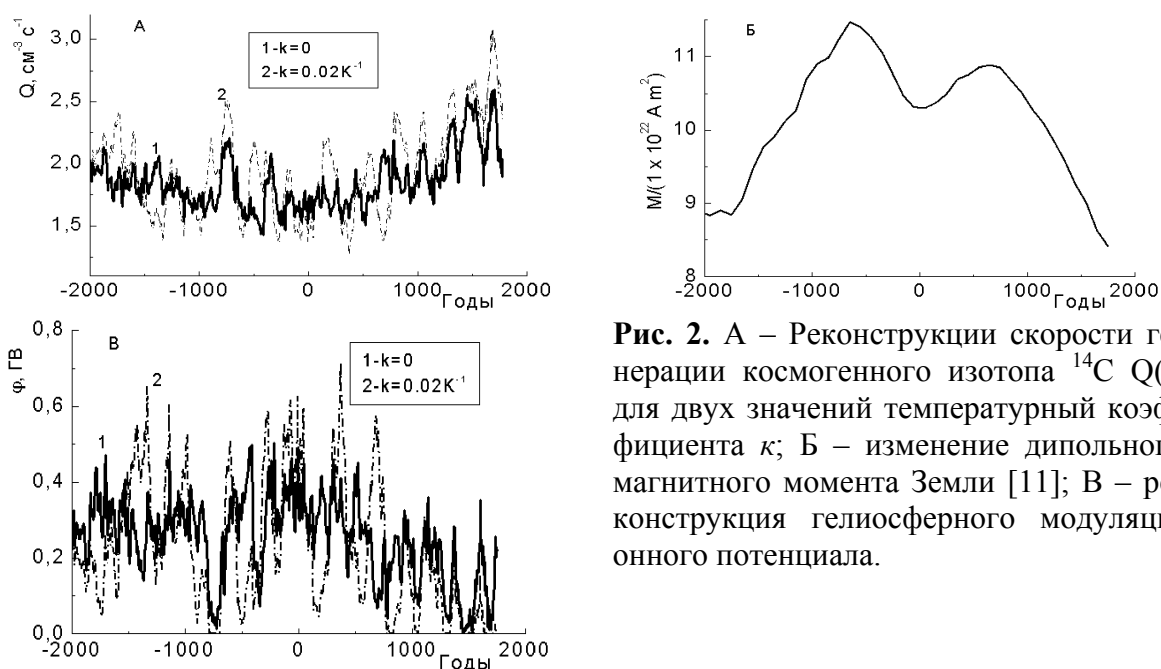 А
3,0
2,5
2,0
1,5
Q, см⁻³ с⁻¹
1-k=0
2-k=0.02K⁻¹
1
2
-2000 -1000 0 1000 2000
Годы
Б
11
10
9
8
M/(1 x 10²² A m²)
-2000 -1000 0 1000 2000
Годы
В
0,8
0,6
0,4
0,2
0,0
φ, ГВ
1-k=0
2-k=0.02K⁻¹
1
2
-2000 -1000 0 1000 2000
Годы
Рис. 2. А – Реконструкции скорости ге
нерации космогенного изотопа ¹⁴C Q(
для двух значений температурный коэф
фициента κ; Б – изменение дипольног
магнитного момента Земли [11]; В – ре
конструкция гелиосферного модуляци
онного потенциала.